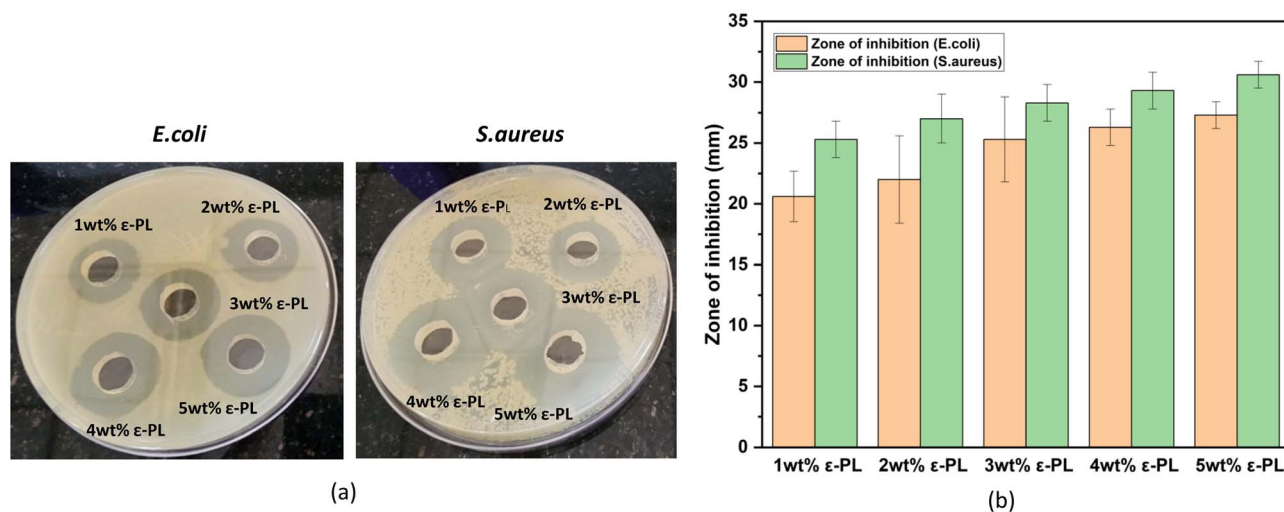 E.coli
S.aureus
1wt% ε-PL
2wt% ε-PL
3wt% ε-PL
4wt% ε-PL
5wt% ε-PL
1wt% ε-PL
2wt% ε-PL
3wt% ε-PL
4wt% ε-PL
5wt% ε-PL
(a)
Zone of inhibition (mm)
35
30
25
20
15
10
5
0
Zone of inhibition (E.coli)
Zone of inhibition (S.aureus)
1wt% ε-PL 2wt% ε-PL 3wt% ε-PL 4wt% ε-PL 5wt% ε-PL
(b)